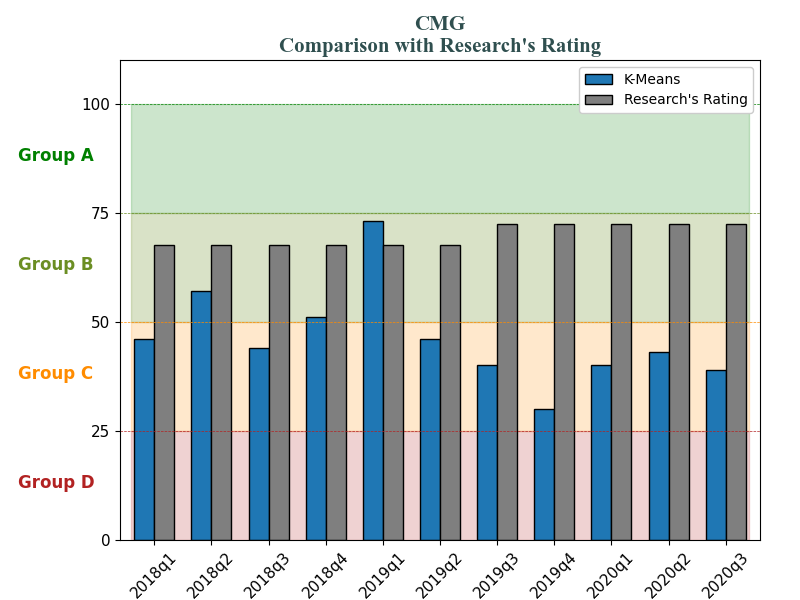 CMG
Comparison with Research's Rating
K-Means
Research's Rating
100
Group A
75
Group B
50
Group C
25
Group D
0
2018q1
2018q2
2018q3
2018q4
2019q1
2019q2
2019q3
2019q4
2020q1
2020q2
2020q3